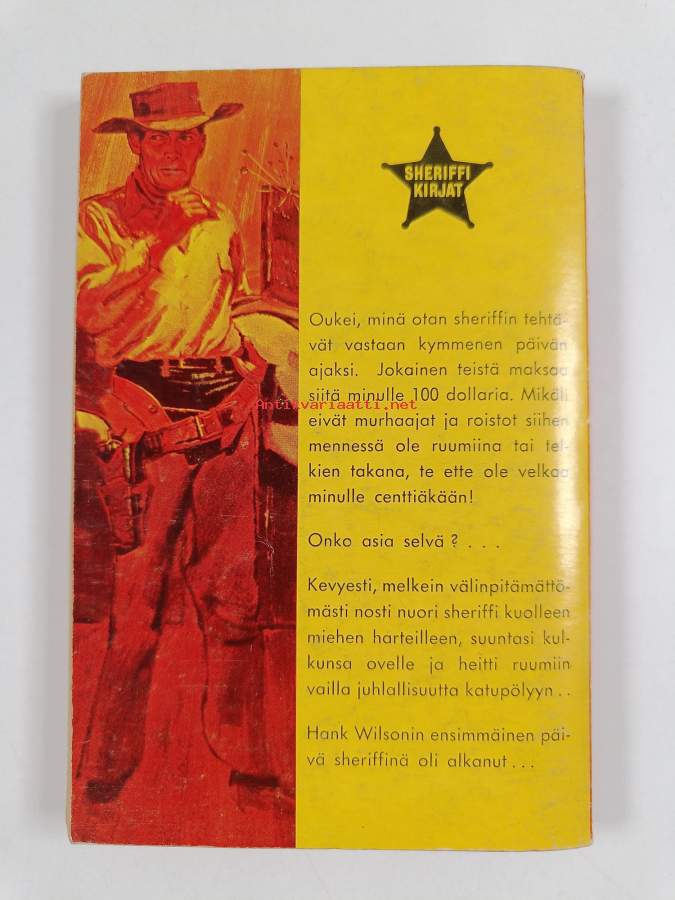 SHERIFFI
KIRJAT
Oukei, minä otan sheriffin tehtä-
vät vastaan kymmenen päivän
ajaksi. Jokainen teistä maksaa
siitä minulle 100 dollaria. Mikäli
Antikvariaatti.net
eivät murhaajat ja roistot siihen
mennessä ole ruumiina tai tel-
kien takana, te ette ole velkaa
minulle centtiäkään!
Onko asia selvä? . . .
Kevyesti, melkein välinpitämättö-
mästi nosti nuori sheriffi kuolleen
miehen harteilleen, suuntasi kul-
kunsa ovelle ja heitti ruumiin
vailla juhlallisuutta katupölyyn . .
Hank Wilsonin ensimmäinen päi-
vä sheriffinä oli alkanut . . .